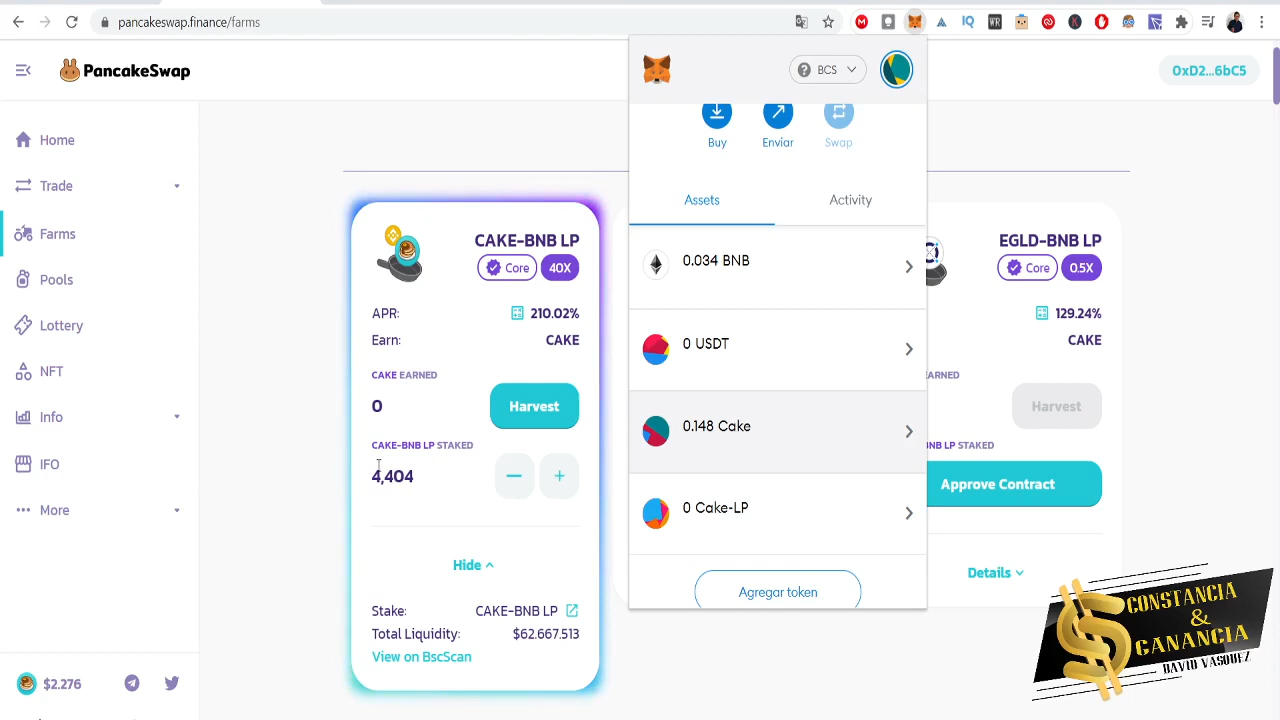 pancakeswap.finance/farms
M
IQ
WR
K
PancakeSwap
BCS
0xD2...6bC5
Home
Trade
Farms
Pools
Lottery
NFT
Info
IFO
More
$2.276
CAKE-BNB LP
Core
40X
APR:
210.02%
Earn:
CAKE
CAKE EARNED
0
Harvest
CAKE-BNB LP STAKED
4,404
Hide
Stake:
CAKE-BNB LP
Total Liquidity:
$62.667.513
View on BscScan
Buy
Enviar
Swap
Assets
Activity
0.034 BNB
0 USDT
0.148 Cake
0 Cake-LP
Agregar token
EGLD-BNB LP
Core
0.5X
129.24%
CAKE
EARNED
Harvest
NB LP STAKED
Approve Contract
Details
CONSTANCIA
&
GANANCIA
DAVID VASQUEZ